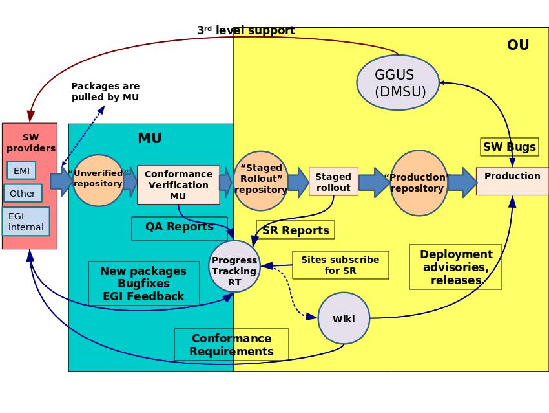 3rd level support
OU
GGUS
(DMSU)
Packages are
pulled by MU
MU
SW
providers
EMI
Other
EGI
internal
"Unverified"
repository
Conformance
Verification
MU
"Staged
Rollout"
repository
Staged
rollout
"Production"
repository
SW Bugs
Production
QA Reports
SR Reports
Progress
Tracking
RT
Sites subscribe
for SR
Deployment
advisories,
releases,
New packages
Bugfixes
EGI Feedback
Wiki
Conformance
Requirements